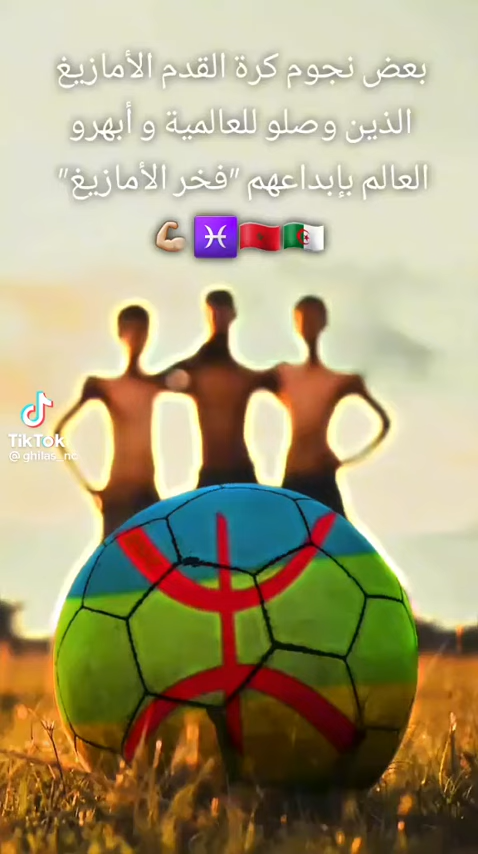 بعض نجوم كرة القدم الأمازيغ
الذين وصلو للعالمية و أبهرو
العالم بإبداعهم "فخر الأمازيغ"
🇩🇿🇲🇦♓💪🏼
TikTok
@ghilas_nc